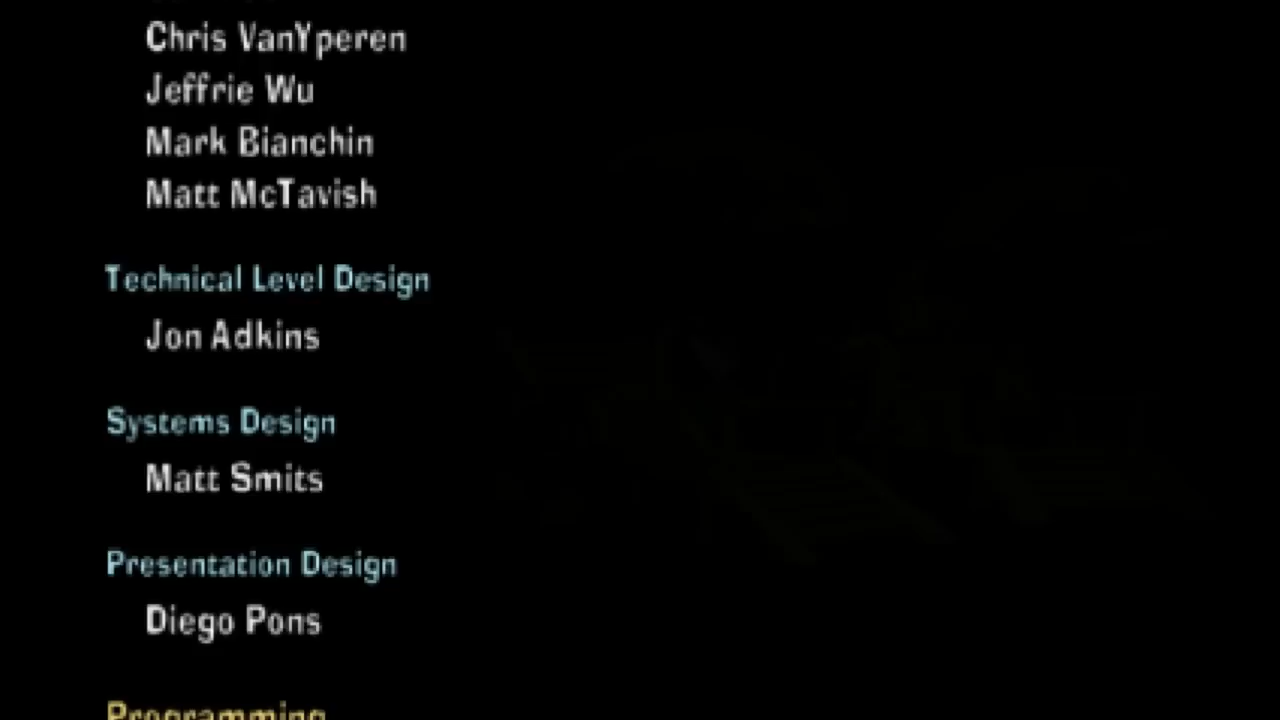 Chris VanYperen
Jeffrie Wu
Mark Bianchin
Matt McTavish
Technical Level Design
Jon Adkins
Systems Design
Matt Smits
Presentation Design
Diego Pons
Programming